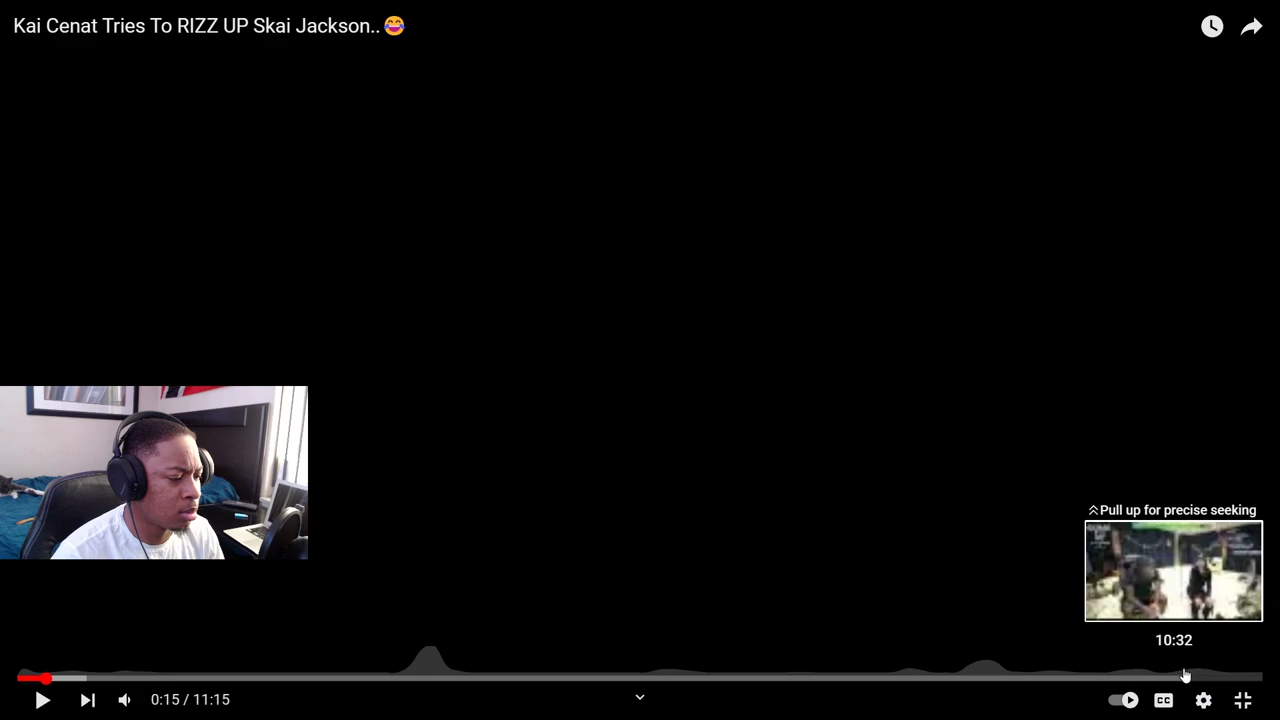 Kai Cenat Tries To RIZZ UP Skai Jackson.. 😂
Pull up for precise seeking
10:32
0:15 / 11:15
CC